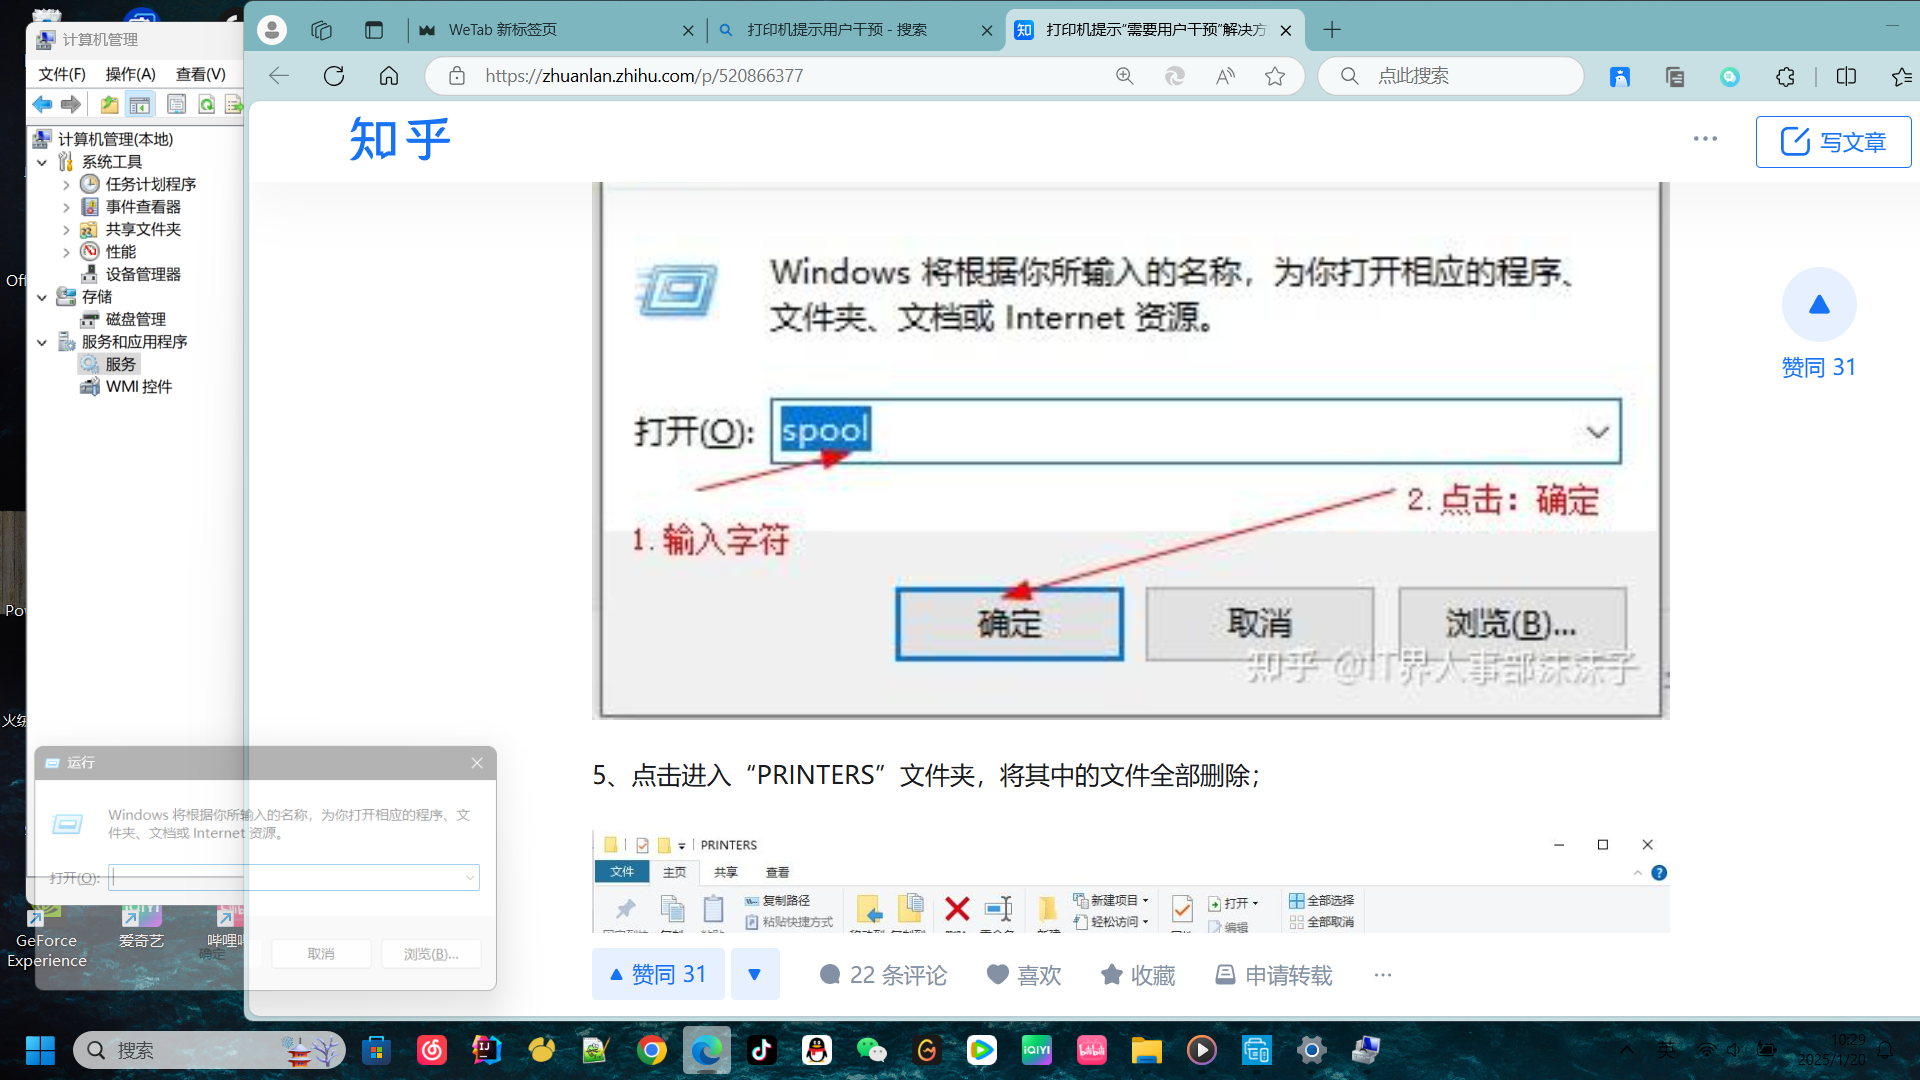 计算机管理
文件(F) 操作(A) 查看(V)
计算机管理(本地)
系统工具
任务计划程序
事件查看器
共享文件夹
性能
设备管理器
存储
磁盘管理
服务和应用程序
服务
WMI 控件
WeTab 新标签页
打印机提示用户干预 - 搜索
打印机提示"需要用户干预"解决方
https://zhuanlan.zhihu.com/p/520866377
点此搜索
知乎
写文章
Windows 将根据你所输入的名称，为你打开相应的程序、
文件夹、文档或 Internet 资源。
打开(O): spool
1. 输入字符
2. 点击：确定
确定 取消 浏览(B)...
知乎 @IT界人事部沫沫子
赞同 31
5、点击进入“PRINTERS”文件夹，将其中的文件全部删除；
PRINTERS
文件 主页 共享 查看
复制路径 新建项目 打开 全部选择
粘贴快捷方式 轻松访问 编辑 全部取消
赞同 31
22 条评论
喜欢
收藏
申请转载
运行
Windows 将根据你所输入的名称，为你打开相应的程序、文
件夹、文档或 Internet 资源。
打开(O):
确定 取消 浏览(B)...
Off
Pow
火绒
GeForce
Experience
爱奇艺
哔哩
搜索
英
10:29
2025/1/20